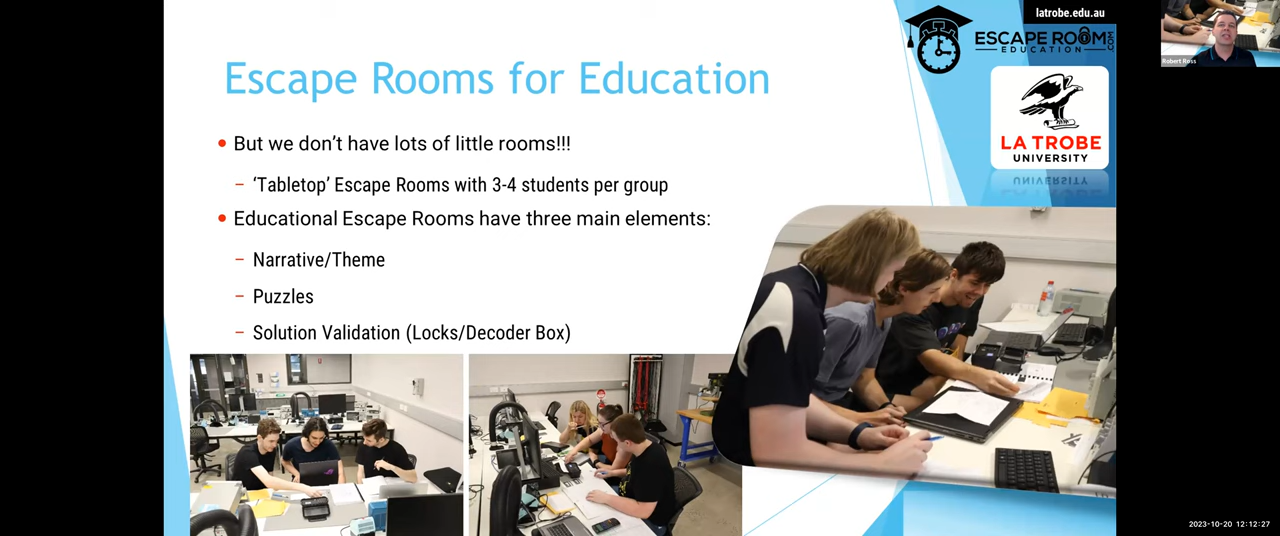 latrobe.edu.au
ESCAPE ROOM
.COM
EDUCATION
Robert Ross
Escape Rooms for Education
LA TROBE
UNIVERSITY
• But we don’t have lots of little rooms!!!
– ‘Tabletop’ Escape Rooms with 3-4 students per group
• Educational Escape Rooms have three main elements:
– Narrative/Theme
– Puzzles
– Solution Validation (Locks/Decoder Box)
2023-10-20 12:12:27